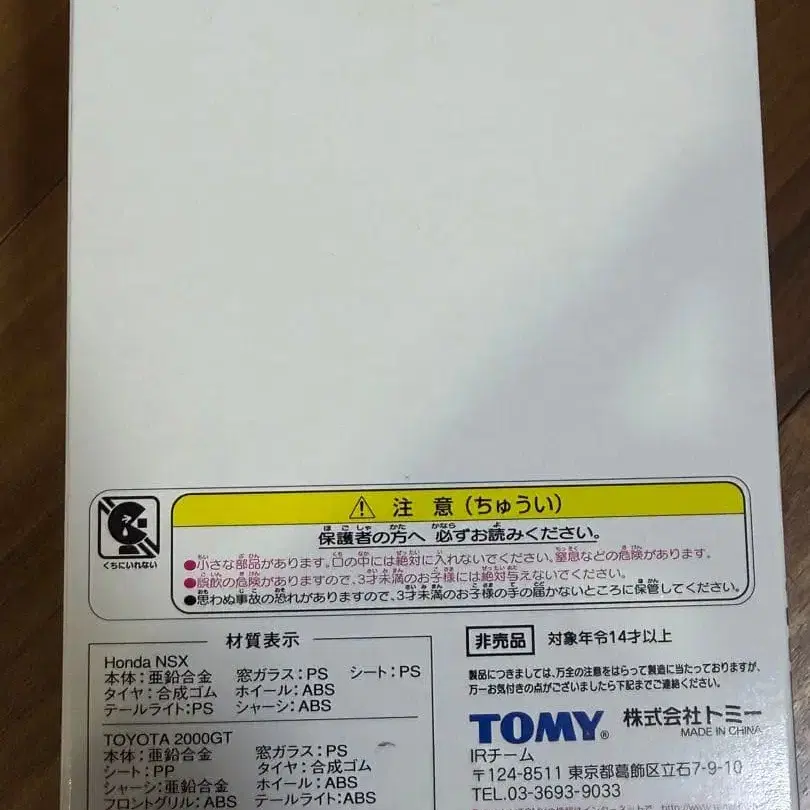 くちにいれない
⚠ 注 意 (ちゅうい)
保護者の方へ 必ずお読みください。
●小さな部品があります。口の中には絶対に入れないでください。窒息などの危険があります。
●誤飲の危険がありますので、3才未満のお子様には絶対与えないでください。
●思わぬ事故の恐れがありますので、3才未満のお子様の手の届かないところに保管してください。
材質表示
Honda NSX
本体:亜鉛合金 窓ガラス:PS シート:PS
タイヤ:合成ゴム ホイール:ABS
テールライト:PS シャーシ:ABS
TOYOTA 2000GT
本体:亜鉛合金 窓ガラス:PS
シート:PP タイヤ:合成ゴム
シャーシ:亜鉛合金 ホイール:ABS
フロントグリル:ABS テールライト:ABS
非売品 対象年令14才以上
製品につきましては、万全の注意をはらって製造に当たっておりますが、
万一お気付きの点がございましたら下記までご連絡ください。
TOMY® 株式会社トミー
MADE IN CHINA
IRチーム
〒124-8511 東京都葛飾区立石7-9-10
TEL.03-3693-9033